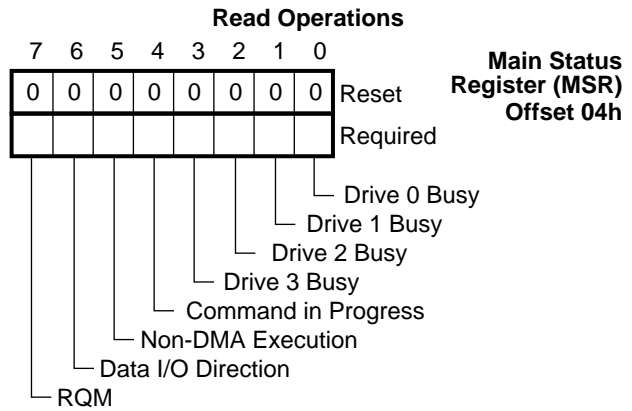 Read Operations
7 6 5 4 3 2 1 0
Main Status
Register (MSR)
Offset 04h
0 0 0 0 0 0 0 0 Reset
Required
Drive 0 Busy
Drive 1 Busy
Drive 2 Busy
Drive 3 Busy
Command in Progress
Non-DMA Execution
Data I/O Direction
RQM